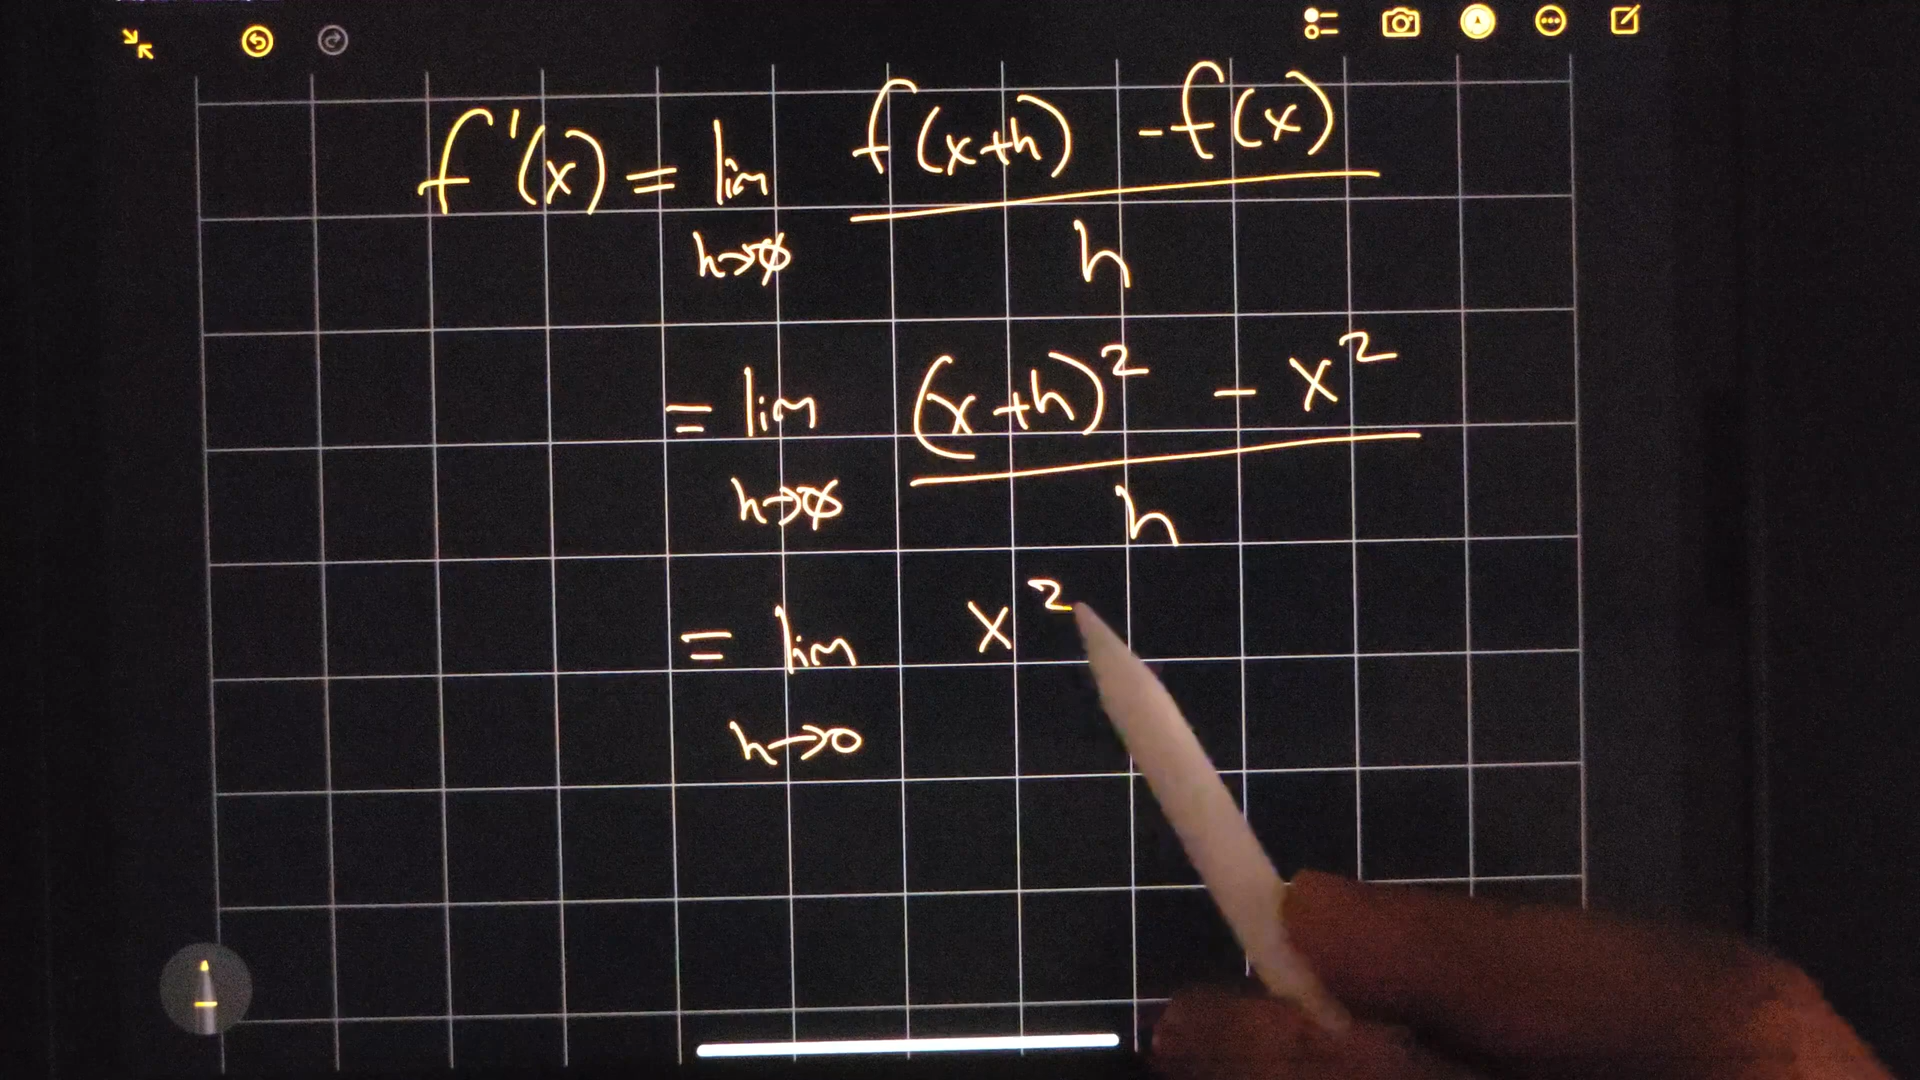 f'(x) = lim f(x+h) - f(x)
h→0 h
= lim (x+h)² - x²
h→0 h
= lim x²
h→0